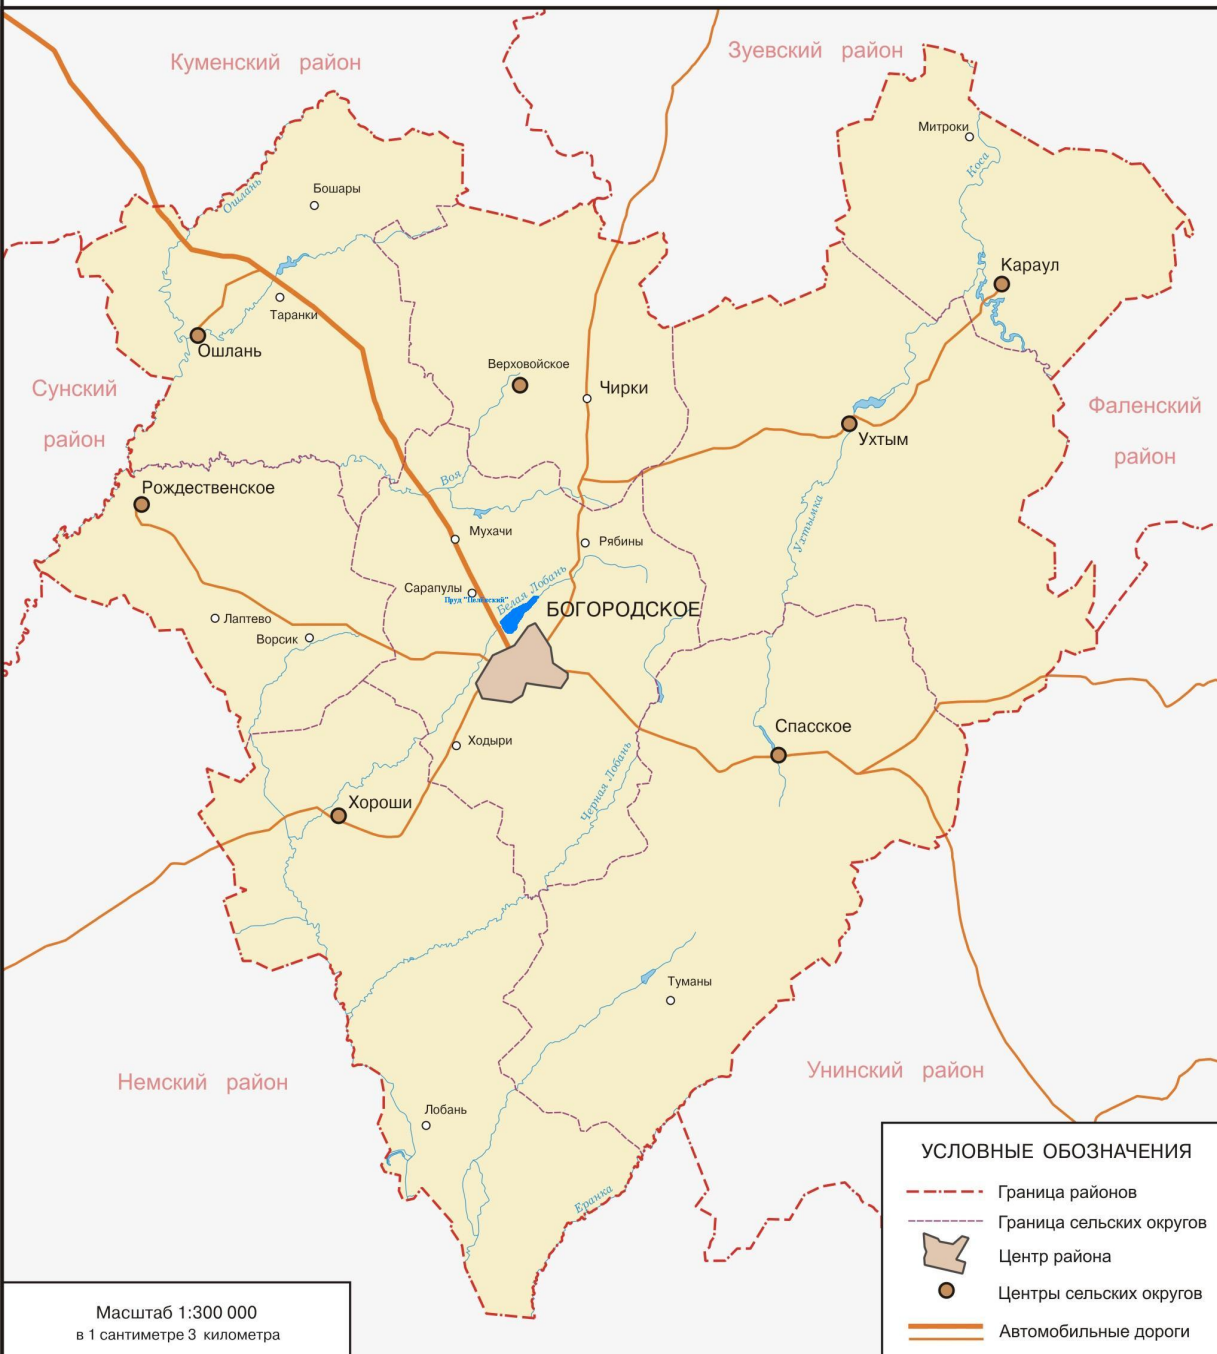 Куменский район
Зуевский район
Митроки
Коса
Бошары
Ошлань
Караул
Таранки
Ошлань
Верховойское
Чирки
Сунский
район
Фаленский
район
Ухтым
Рождественское
Воя
Ухтымка
Мухачи
Рябины
Белая Лобань
Сарапулы
БОГОРОДСКОЕ
Лаптево
Ворсик
Спасское
Ходыри
Черная Лобань
Хороши
Туманы
Немский район
Унинский район
Лобань
Еранка
УСЛОВНЫЕ ОБОЗНАЧЕНИЯ
Граница районов
Граница сельских округов
Центр района
Центры сельских округов
Автомобильные дороги
Масштаб 1:300 000
в 1 сантиметре 3 километра